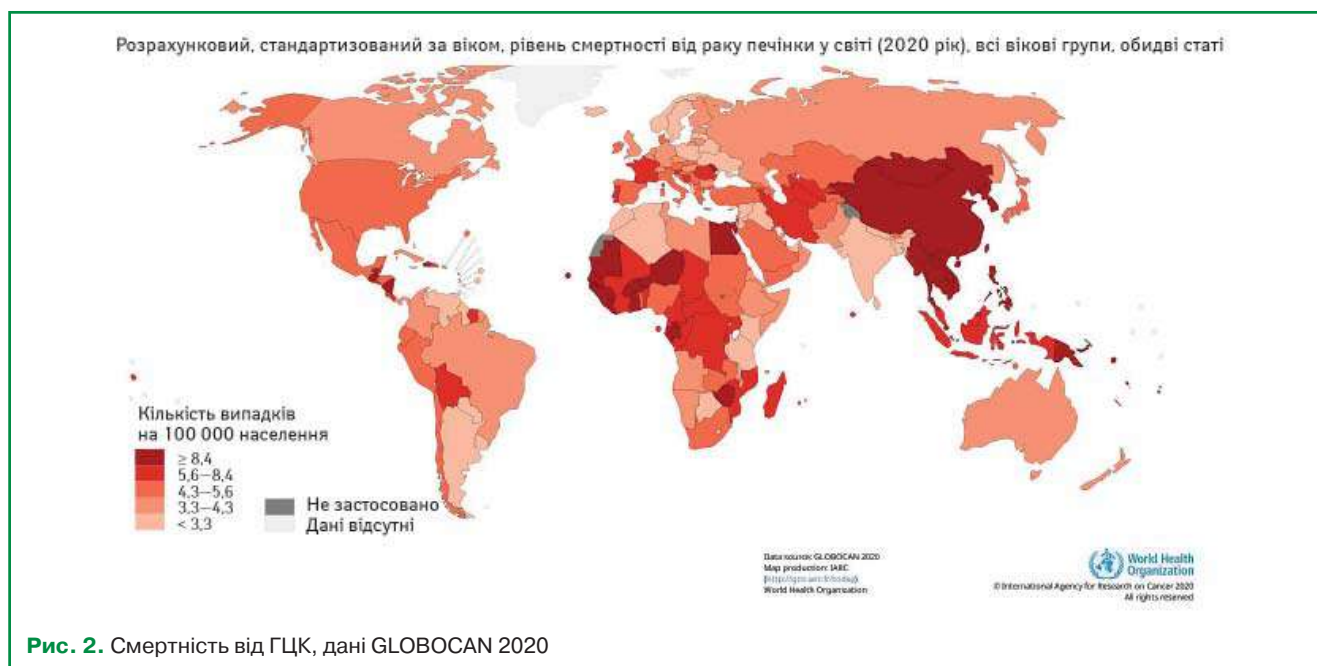 Розрахунковий, стандартизований за віком, рівень смертності від раку печінки у світі (2020 рік), всі вікові групи, обидві статі
Кількість випадків
на 100 000 населення
≥ 8,4
5,6–8,4
4,3–5,6
3,3–4,3
< 3,3
Не застосовано
Дані відсутні
Data source: GLOBOCAN 2020
Map production: IARC
World Health Organization
World Health
Organization
© International Agency for Research on Cancer 2020
All rights reserved
Рис. 2. Смертність від ГЦК, дані GLOBOCAN 2020